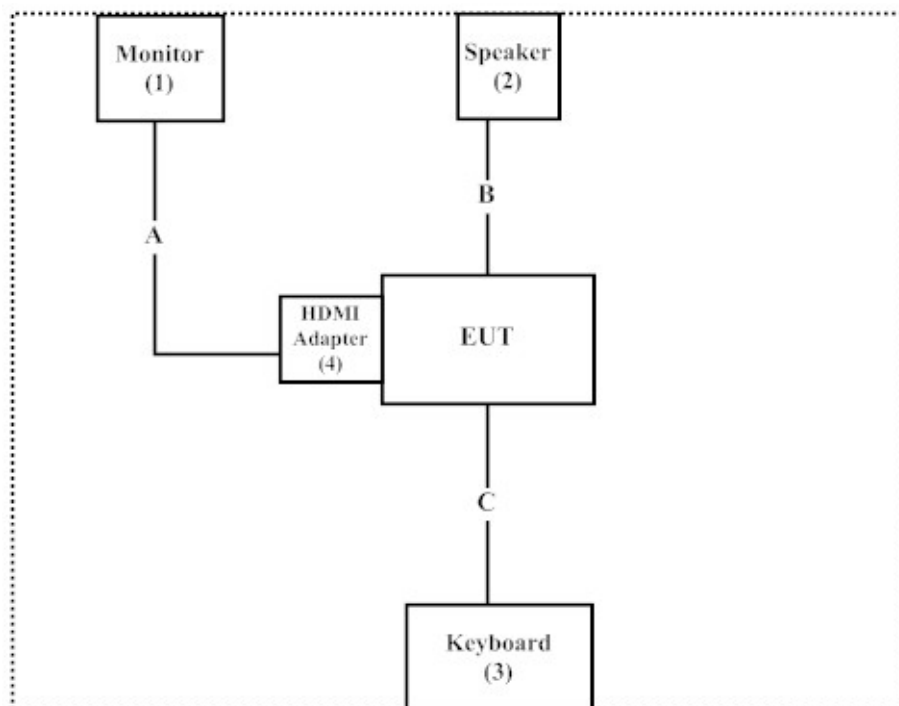 Monitor
(1)
Speaker
(2)
B
A
HDMI
Adapter
(4)
EUT
C
Keyboard
(3)